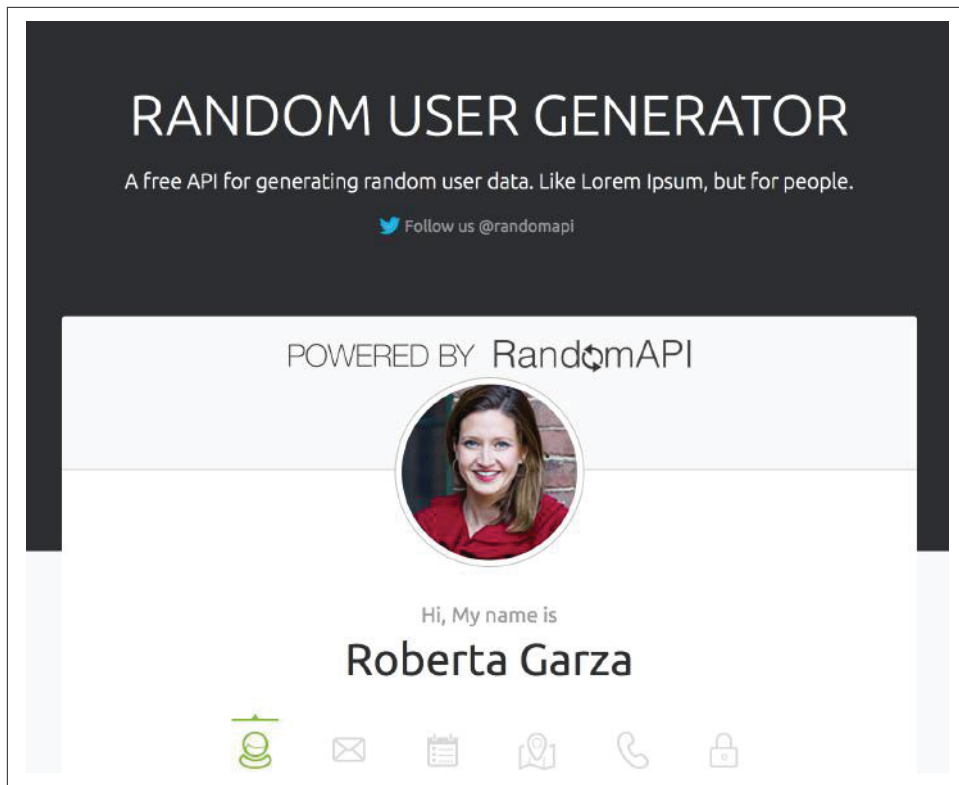 RANDOM USER GENERATOR
A free API for generating random user data. Like Lorem Ipsum, but for people.
Follow us @randomapi
POWERED BY RandomAPI
Hi, My name is
Roberta Garza